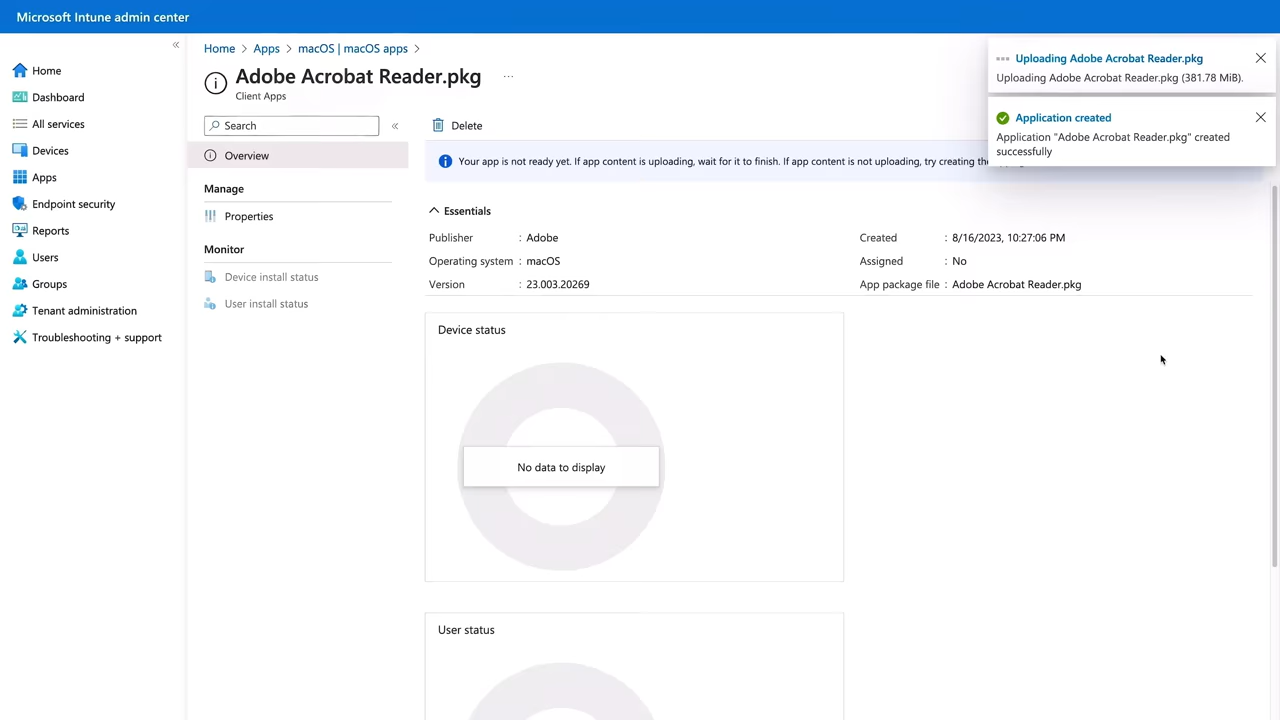 Microsoft Intune admin center
«
Home
Dashboard
All services
Devices
Apps
Endpoint security
Reports
Users
Groups
Tenant administration
Troubleshooting + support
Home > Apps > macOS | macOS apps >
Adobe Acrobat Reader.pkg ...
Client Apps
Search «
Overview
Manage
Properties
Monitor
Device install status
User install status
Delete
Your app is not ready yet. If app content is uploading, wait for it to finish. If app content is not uploading, try creating
Essentials
Publisher : Adobe
Operating system : macOS
Version : 23.003.20269
Created : 8/16/2023, 10:27:06 PM
Assigned : No
App package file : Adobe Acrobat Reader.pkg
Device status
No data to display
User status
Uploading Adobe Acrobat Reader.pkg
Uploading Adobe Acrobat Reader.pkg (381.78 MiB).
Application created
Application "Adobe Acrobat Reader.pkg" created
successfully